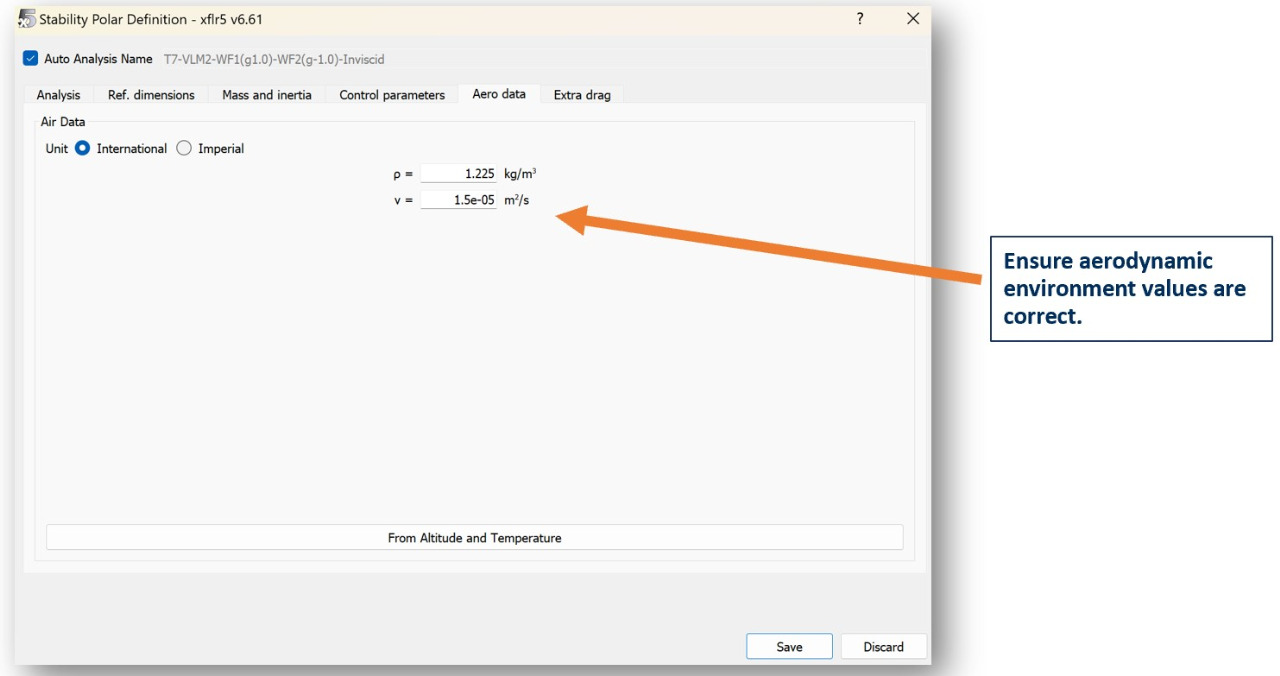 Stability Polar Definition - xflr5 v6.61 ?
Auto Analysis Name T7-VLM2-WF1(g1.0)-WF2(g-1.0)-Inviscid
Analysis Ref. dimensions Mass and inertia Control parameters Aero data Extra drag
Air Data
Unit International Imperial
ρ = 1.225 kg/m³
ν = 1.5e-05 m²/s
Ensure aerodynamic
environment values are
correct.
From Altitude and Temperature
Save Discard